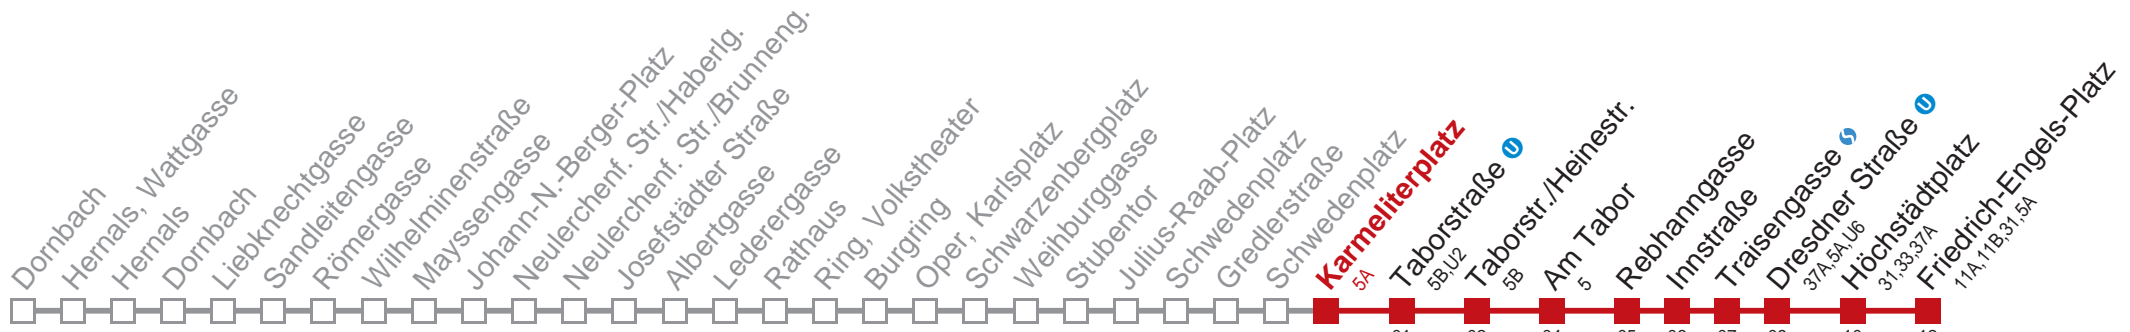 Dornbach
Hernals, Wattgasse
Hernals
Dornbach
Liebknechtgasse
Sandleitengasse
Römergasse
Wilhelminenstraße
Mayssengasse
Johann-N.-Berger-Platz
Neulerchenf. Str./Haberlg.
Neulerchenf. Str./Brunneng.
Josefstädter Straße
Albertgasse
Lederergasse
Rathaus
Ring, Volkstheater
Burgring
Oper, Karlsplatz
Schwarzenbergplatz
Weihburggasse
Stubentor
Julius-Raab-Platz
Schwedenplatz
Gredlerstraße
Schwedenplatz
Karmeliterplatz
5A
Taborstraße U
5B,U2
Taborstr./Heinestr.
5B
Am Tabor
5
Rebhanngasse
Innstraße
Traisengasse S
Dresdner Straße U
37A,5A,U6
Höchstädtplatz
31,33,37A
Friedrich-Engels-Platz
11A,11B,31,5A